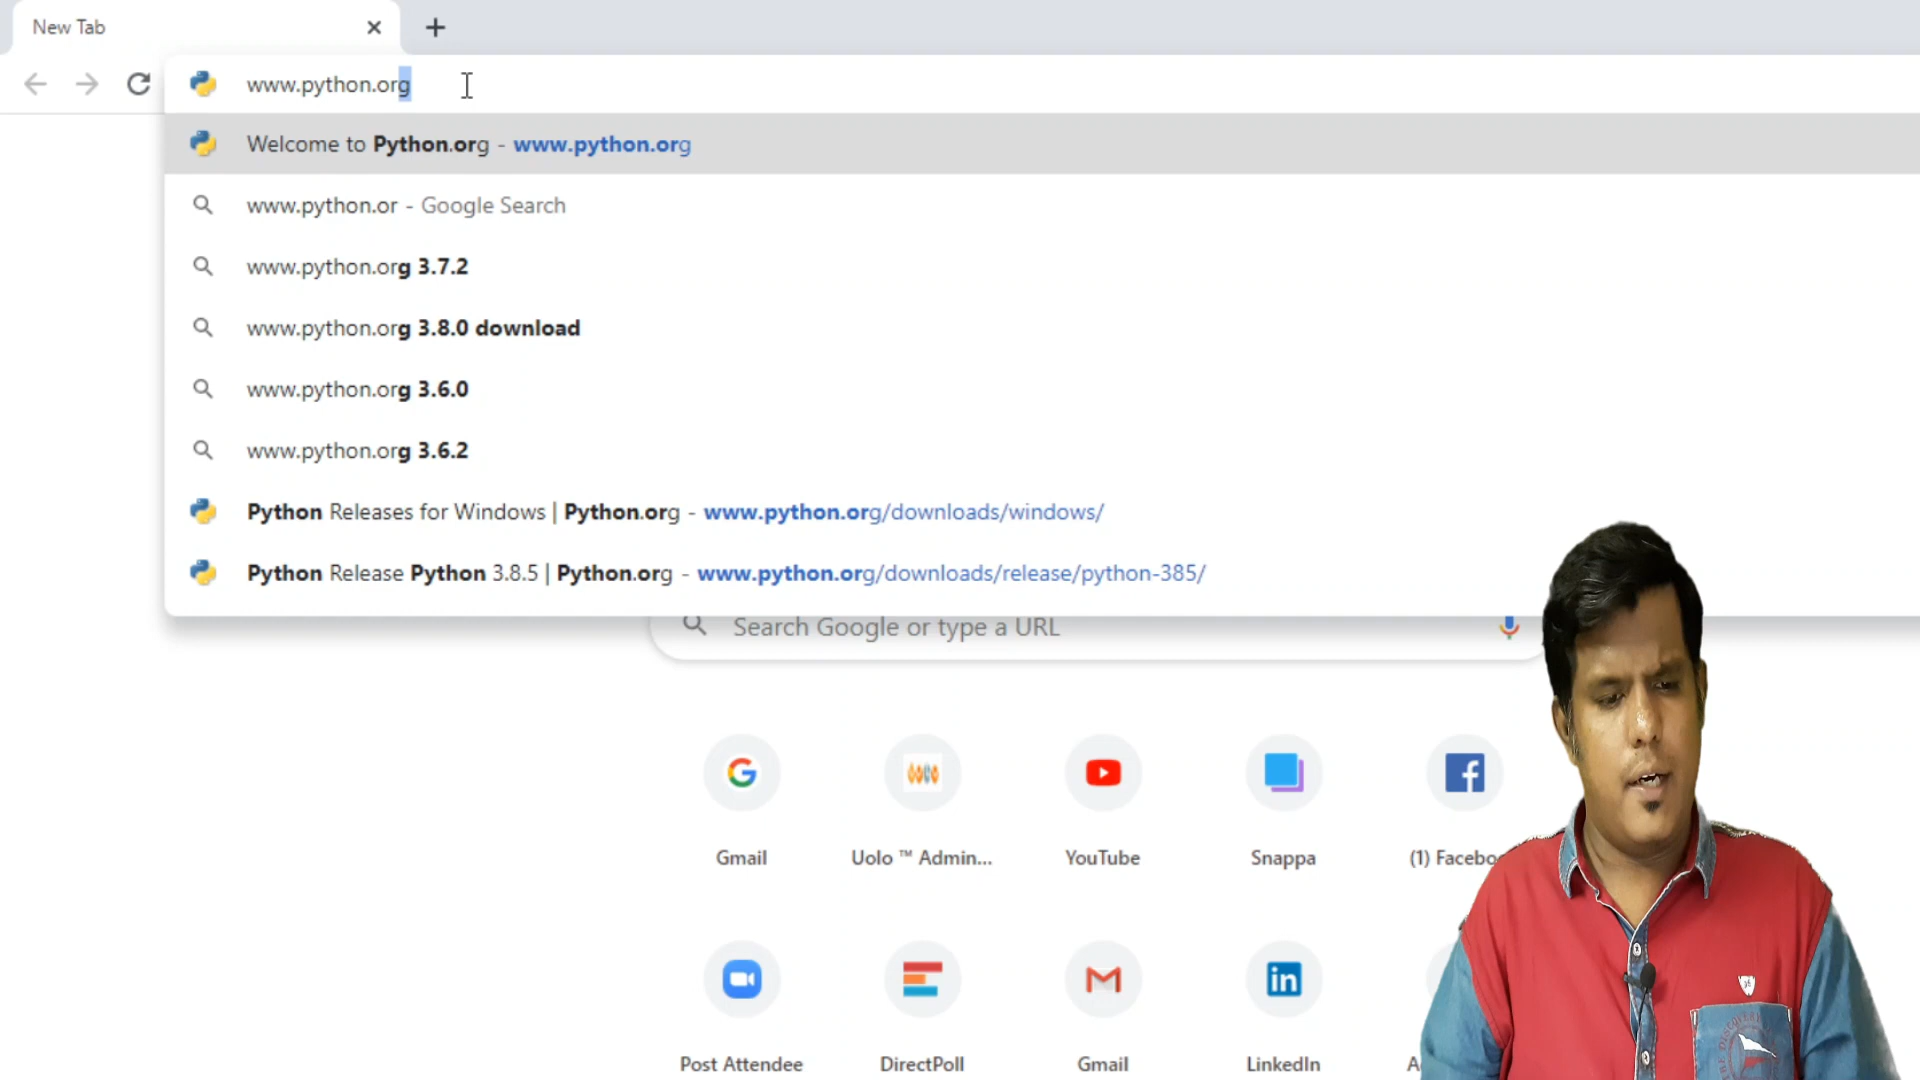 New Tab
www.python.org
Welcome to Python.org - www.python.org
www.python.or - Google Search
www.python.org 3.7.2
www.python.org 3.8.0 download
www.python.org 3.6.0
www.python.org 3.6.2
Python Releases for Windows | Python.org - www.python.org/downloads/windows/
Python Release Python 3.8.5 | Python.org - www.python.org/downloads/release/python-385/
Search Google or type a URL
Gmail
Uolo ™ Admin...
YouTube
Snappa
(1) Facebo
Post Attendee
DirectPoll
Gmail
LinkedIn